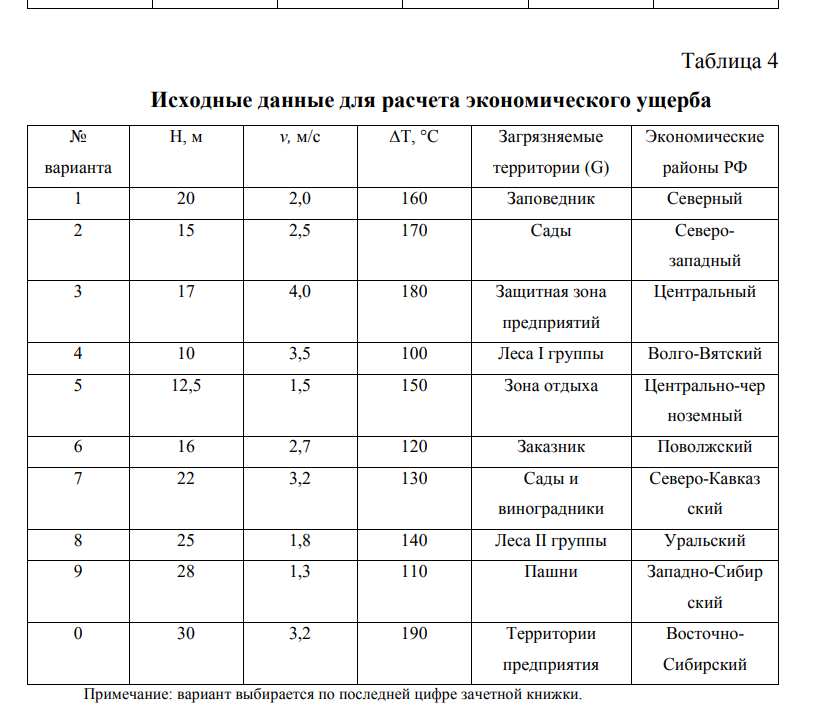 Таблица 4
Исходные данные для расчета экономического ущерба
№ варианта H, м v, м/с ΔT, °C Загрязняемые территории (G) Экономические районы РФ
1 20 2,0 160 Заповедник Северный
2 15 2,5 170 Сады Северо-западный
3 17 4,0 180 Защитная зона предприятий Центральный
4 10 3,5 100 Леса I группы Волго-Вятский
5 12,5 1,5 150 Зона отдыха Центрально-чер ноземный
6 16 2,7 120 Заказник Поволжский
7 22 3,2 130 Сады и виноградники Северо-Кавказ ский
8 25 1,8 140 Леса II группы Уральский
9 28 1,3 110 Пашни Западно-Сибир ский
0 30 3,2 190 Территории предприятия Восточно-Сибирский
Примечание: вариант выбирается по последней цифре зачетной книжки.